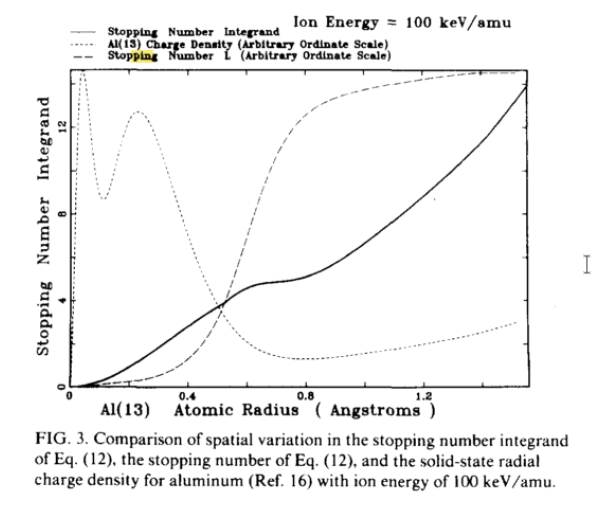 Ion Energy = 100 keV/amu
Stopping Number Integrand
Al(13) Charge Density (Arbitrary Ordinate Scale)
Stopping Number L (Arbitrary Ordinate Scale)
Stopping Number Integrand
12
8
4
0
0 0.4 0.8 1.2
Al(13) Atomic Radius ( Angstroms )
FIG. 3. Comparison of spatial variation in the stopping number integrand
of Eq. (12), the stopping number of Eq. (12), and the solid-state radial
charge density for aluminum (Ref. 16) with ion energy of 100 keV/amu.